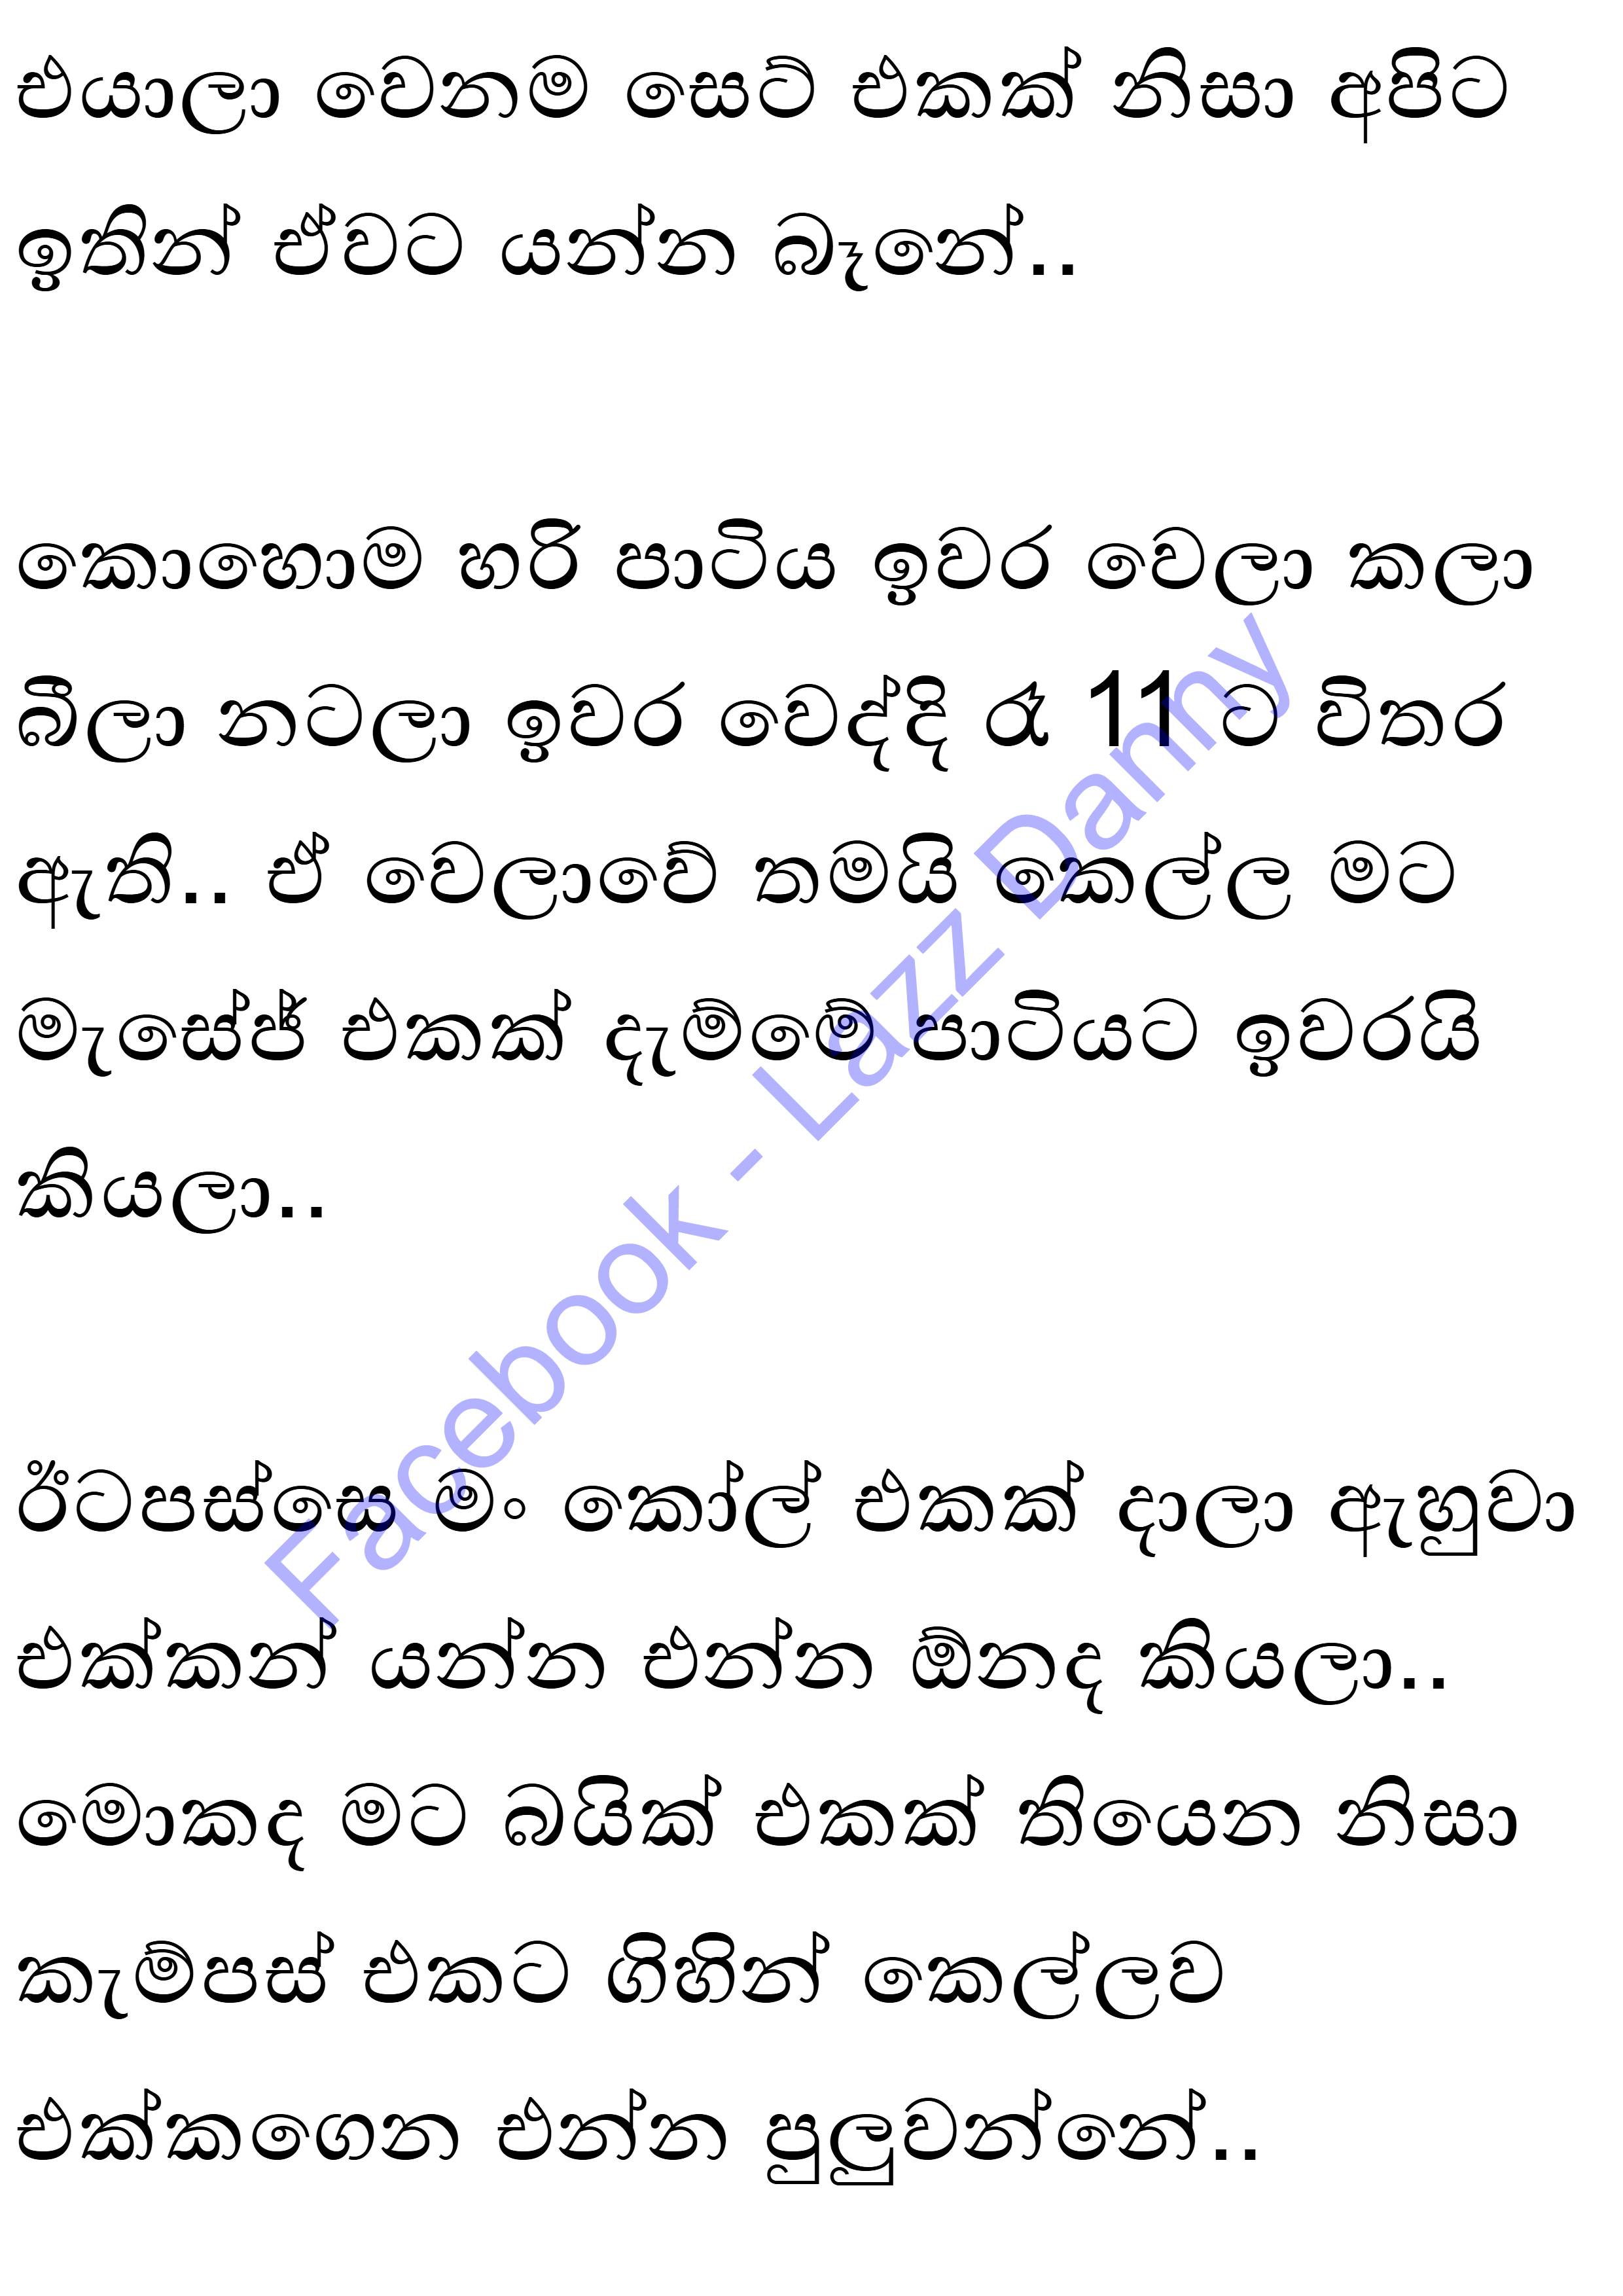 එයාලා වෙනම සෙට් එකක් නිසා අපිට
ඉතින් ඒවට යන්න බෑනේ..
කොහොම හරි පාටිය ඉවර වෙලා කලා
බීලා නටලා ඉවර වෙද්දි රෑ 11 ට විතර
ඇති.. ඒ වෙලාවේ තමයි කෙල්ල මට
මැසේජ් එකක් දැම්මේ පාටියට ඉවරයි
කියලා..
ඊටපස්සෙ මං කෝල් එකක් දාලා ඇහුවා
එක්කන් යන්න එන්න ඕනද කියලා..
මොකද මට බයික් එකක් තියෙන නිසා
කැම්පස් එකට ගිහින් කෙල්ලව
එක්කගෙන එන්න පුලුවන්නේ..
Facebook - Lazz Danny